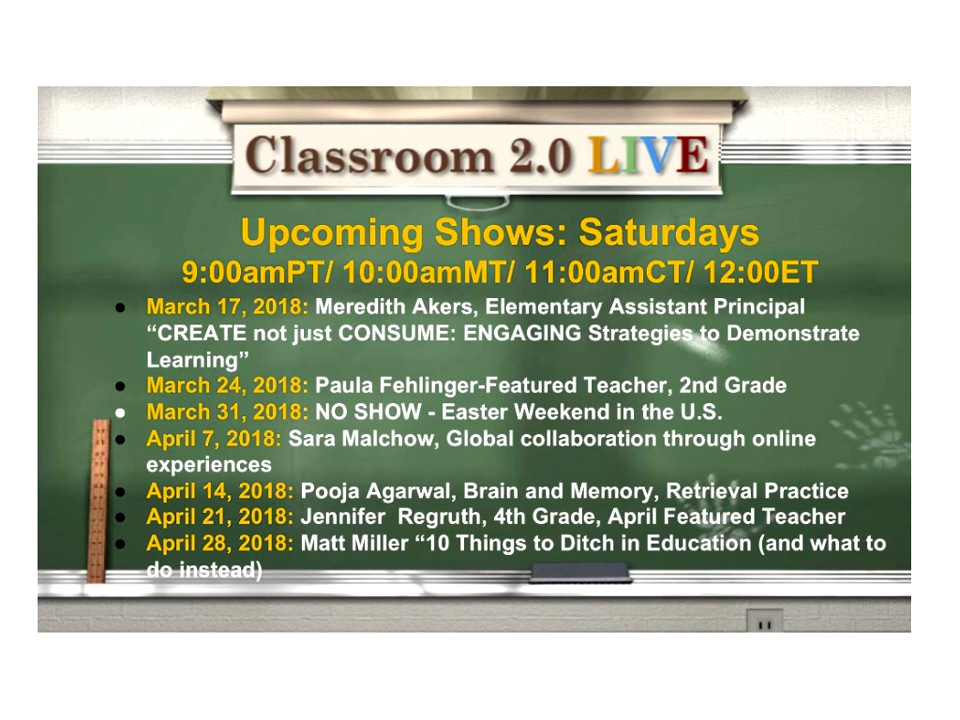 Classroom 2.0 LIVE
Upcoming Shows: Saturdays
9:00amPT/ 10:00amMT/ 11:00amCT/ 12:00ET
● March 17, 2018: Meredith Akers, Elementary Assistant Principal
“CREATE not just CONSUME: ENGAGING Strategies to Demonstrate
Learning”
● March 24, 2018: Paula Fehlinger-Featured Teacher, 2nd Grade
● March 31, 2018: NO SHOW - Easter Weekend in the U.S.
● April 7, 2018: Sara Malchow, Global collaboration through online
experiences
● April 14, 2018: Pooja Agarwal, Brain and Memory, Retrieval Practice
● April 21, 2018: Jennifer Regruth, 4th Grade, April Featured Teacher
● April 28, 2018: Matt Miller “10 Things to Ditch in Education (and what to
do instead)